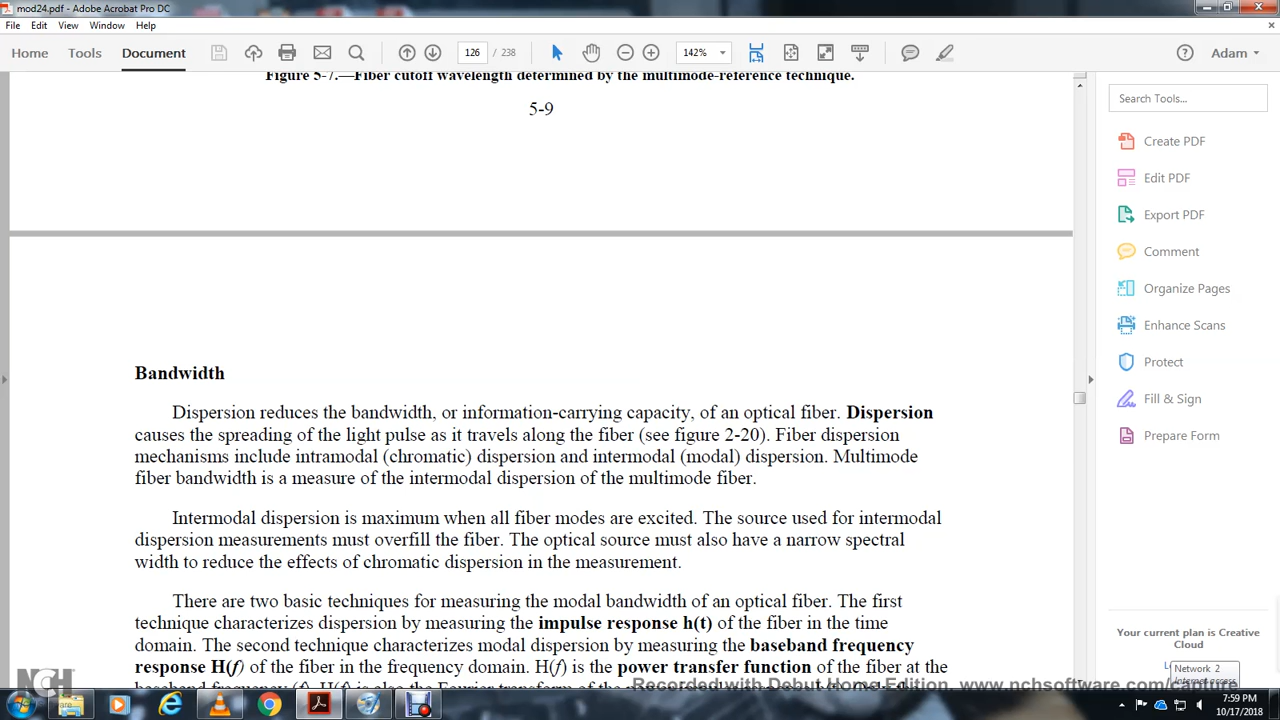 mod24.pdf - Adobe Acrobat Pro DC
File Edit View Window Help
Home Tools Document 126 / 238 142% Adam
Figure 5-7.—Fiber cutoff wavelength determined by the multimode-reference technique.
5-9
Search Tools...
Create PDF
Edit PDF
Export PDF
Comment
Organize Pages
Enhance Scans
Protect
Fill & Sign
Prepare Form
Bandwidth
Dispersion reduces the bandwidth, or information-carrying capacity, of an optical fiber. Dispersion
causes the spreading of the light pulse as it travels along the fiber (see figure 2-20). Fiber dispersion
mechanisms include intramodal (chromatic) dispersion and intermodal (modal) dispersion. Multimode
fiber bandwidth is a measure of the intermodal dispersion of the multimode fiber.
Intermodal dispersion is maximum when all fiber modes are excited. The source used for intermodal
dispersion measurements must overfill the fiber. The optical source must also have a narrow spectral
width to reduce the effects of chromatic dispersion in the measurement.
There are two basic techniques for measuring the modal bandwidth of an optical fiber. The first
technique characterizes dispersion by measuring the impulse response h(t) of the fiber in the time
domain. The second technique characterizes modal dispersion by measuring the baseband frequency
response H(f) of the fiber in the frequency domain. H(f) is the power transfer function of the fiber at the
Your current plan is Creative
Cloud
Network 2
Internet access
NCH
Recorded with Debut Home Edition www.nchsoftware.com/capture
7:59 PM
10/17/2018